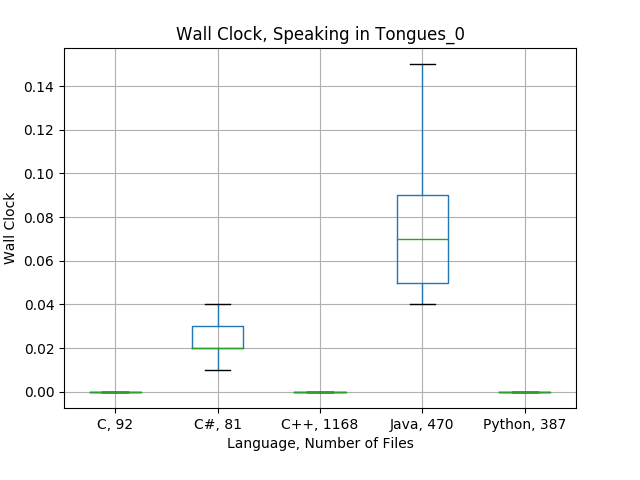 Wall Clock, Speaking in Tongues_0
0.14
0.12
0.10
0.08
0.06
0.04
0.02
0.00
Wall Clock
C, 92 C#, 81 C++, 1168 Java, 470 Python, 387
Language, Number of Files